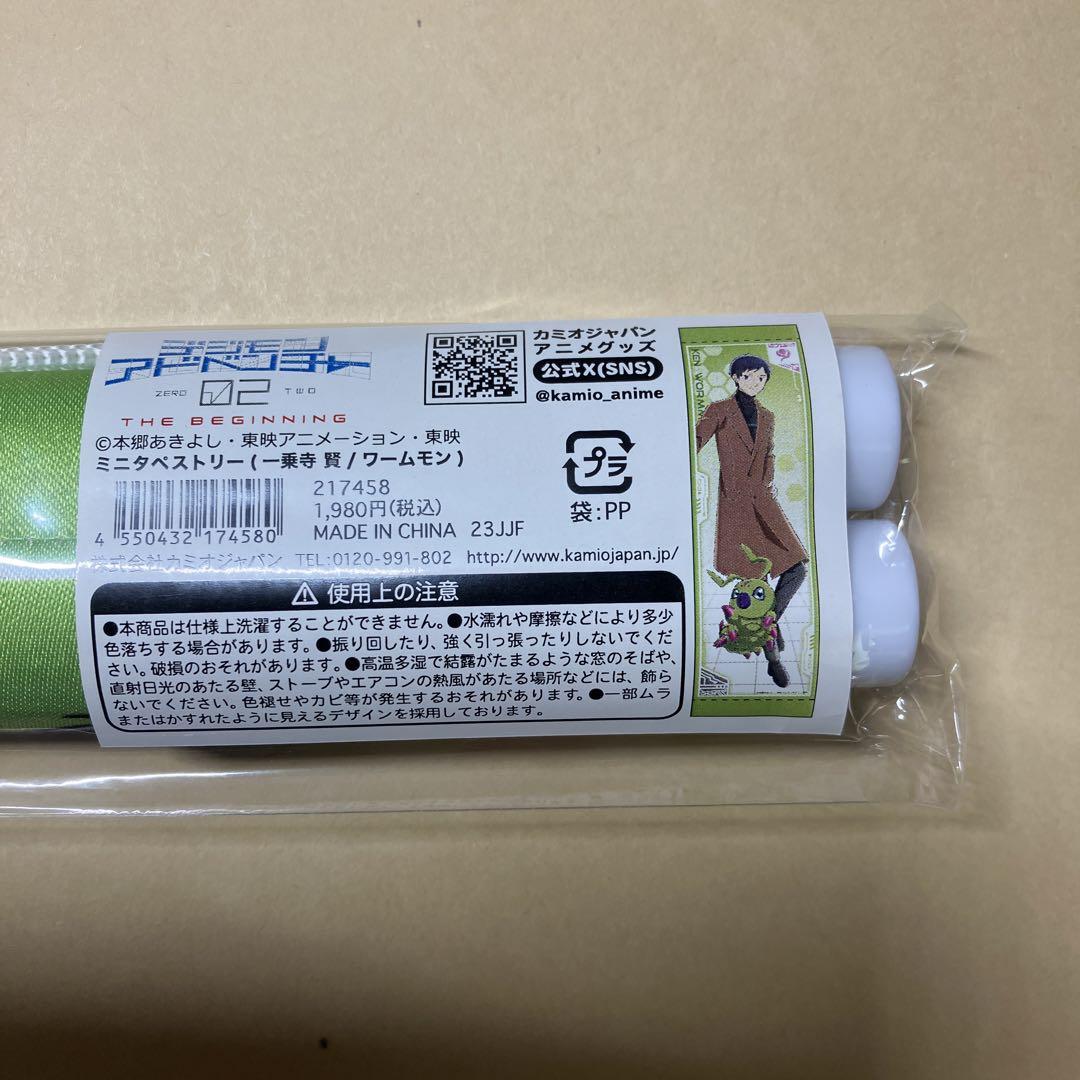 デジモン
アドベンチャー
ZERO 02 TWO
THE BEGINNING
©本郷あきよし・東映アニメーション・東映
ミニタペストリー ( 一乗寺 賢 / ワームモン )
217458
1,980円(税込)
MADE IN CHINA 23JJF
4 550432 174580
株式会社カミオジャパン TEL:0120-991-802 http://www.kamiojapan.jp/
カミオジャパン
アニメグッズ
公式X(SNS)
@kamio_anime
プラ
袋:PP
⚠ 使用上の注意
●本商品は仕様上洗濯することができません。●水濡れや摩擦などにより多少
色落ちする場合があります。●振り回したり、強く引っ張ったりしないでくだ
さい。破損のおそれがあります。●高温多湿で結露がたまるような窓のそばや、
直射日光のあたる壁、ストーブやエアコンの熱風があたる場所などには、飾ら
ないでください。色褪せやカビ等が発生するおそれがあります。●一部ムラ
またはかすれたように見えるデザインを採用しております。